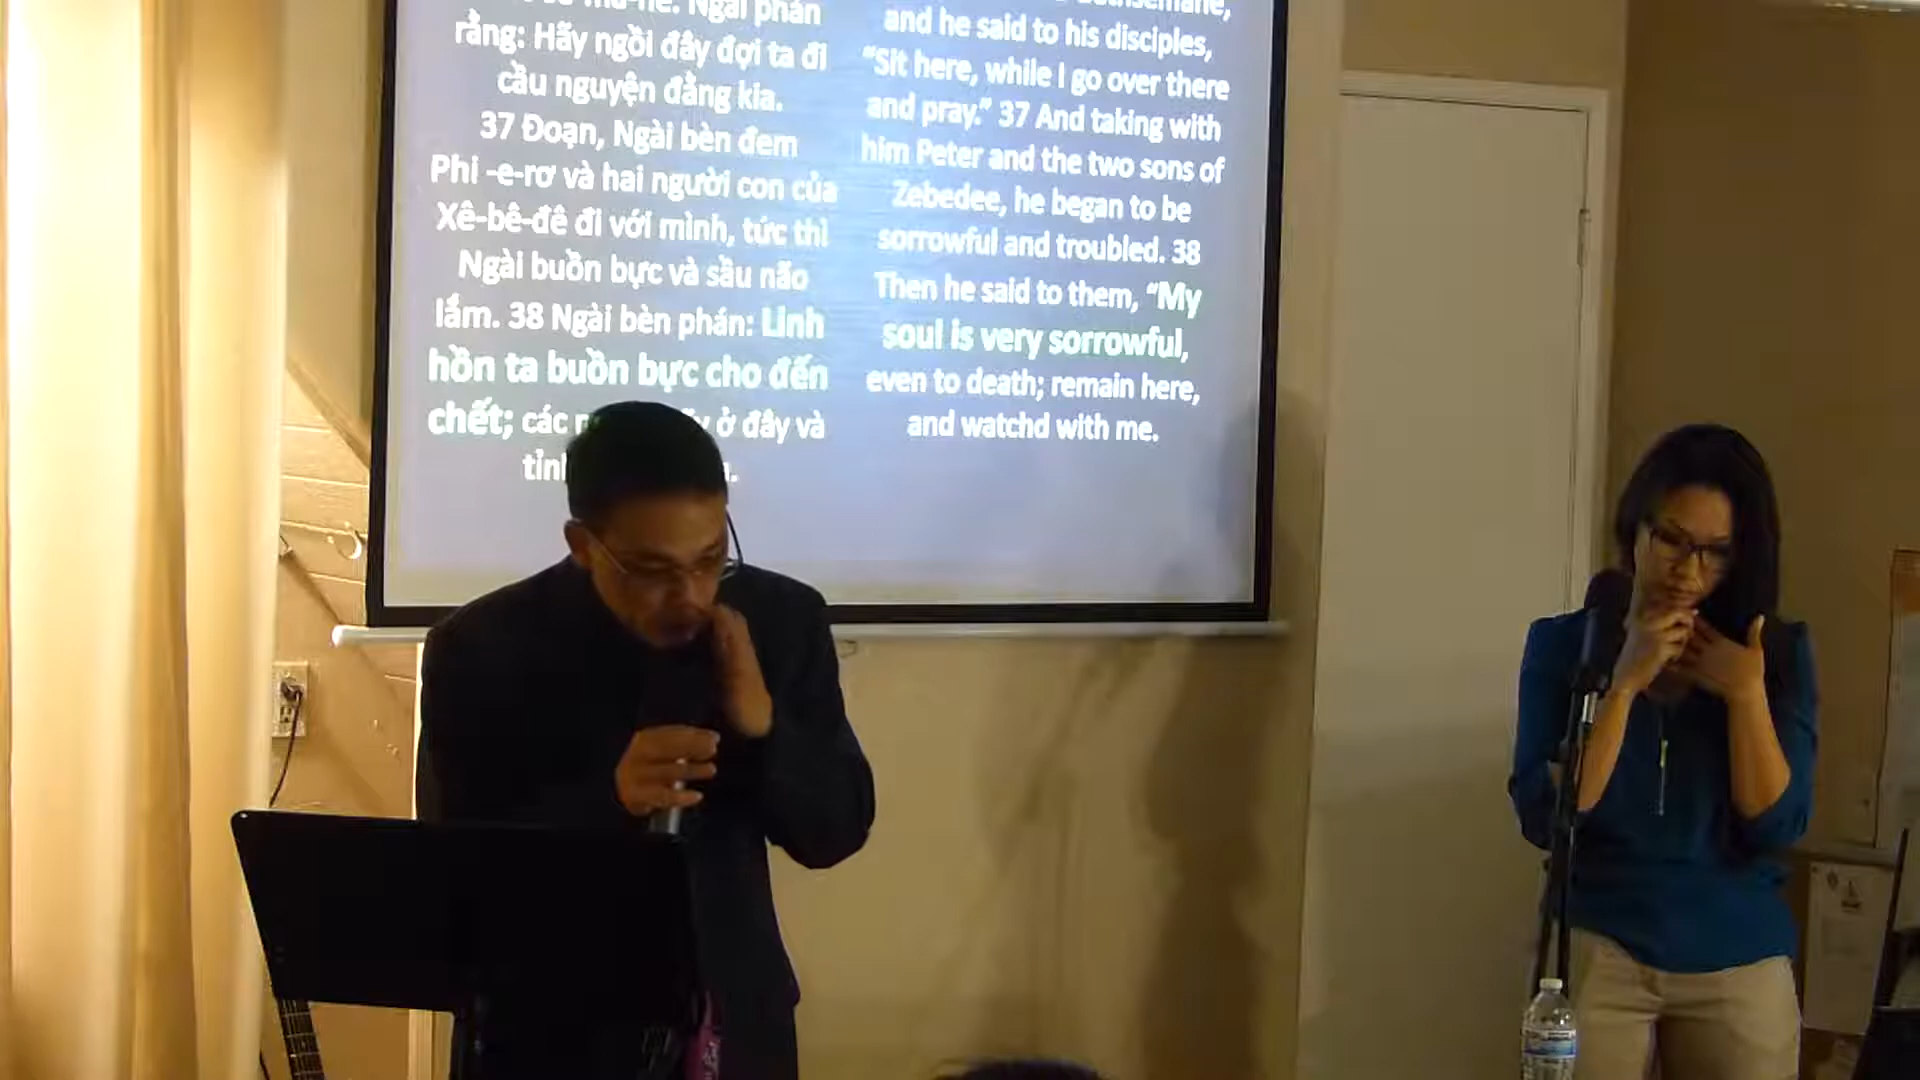 Ngài phán
rằng: Hãy ngồi đây đợi ta đi
cầu nguyện đằng kia.
37 Đoạn, Ngài bèn đem
Phi -e-rơ và hai người con của
Xê-bê-đê đi với mình, tức thì
Ngài buồn bực và sầu não
lắm. 38 Ngài bèn phán: Linh
hồn ta buồn bực cho đến
chết; các ở đây và
and he said to his disciples,
“Sit here, while I go over there
and pray.” 37 And taking with
him Peter and the two sons of
Zebedee, he began to be
sorrowful and troubled. 38
Then he said to them, “My
soul is very sorrowful,
even to death; remain here,
and watchd with me.